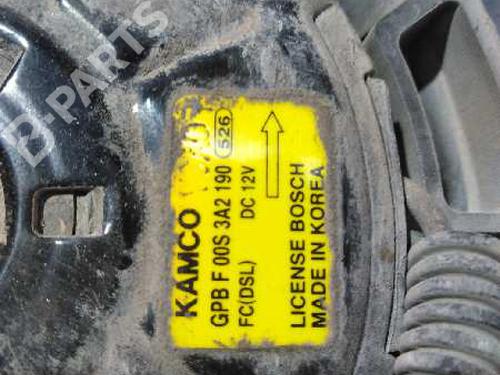 KAMCO
GPB F 00S 3A2 190 526
FC(DSL) DC 12V
LICENSE BOSCH
MADE IN KOREA
B-PARTS